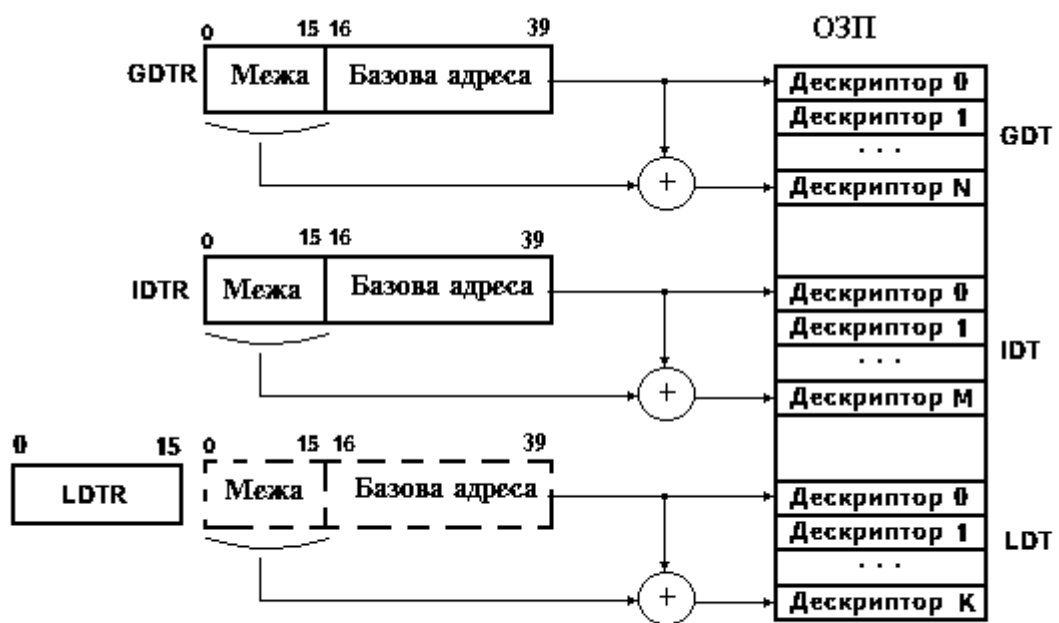 0 15 16 39 ОЗП
GDTR Межа Базова адреса Дескриптор 0
Дескриптор 1
GDT
. . .
+ Дескриптор N
0 15 16 39
IDTR Межа Базова адреса Дескриптор 0
Дескриптор 1
IDT
. . .
+ Дескриптор M
0 15 0 15 16 39
LDTR Межа Базова адреса Дескриптор 0
Дескриптор 1
LDT
. . .
+ Дескриптор K